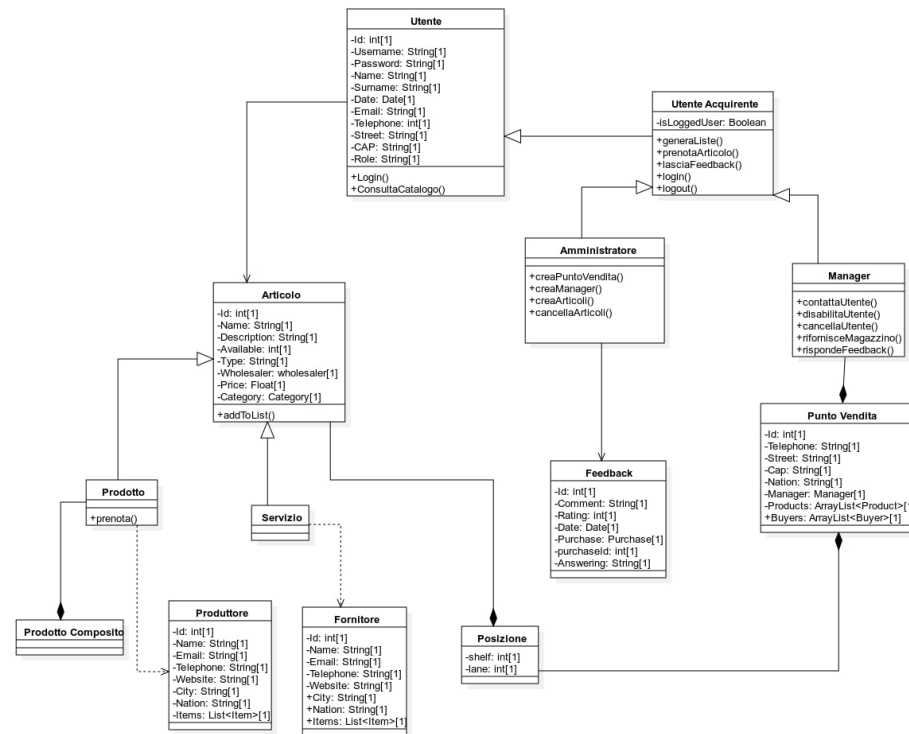 Utente
-Id: int[1]
-Username: String[1]
-Password: String[1]
-Name: String[1]
-Surname: String[1]
-Date: Date[1]
-Email: String[1]
-Telephone: int[1]
-Street: String[1]
-CAP: String[1]
-Role: String[1]
+Login()
+ConsultaCatalogo()
Utente Acquirente
-isLoggedUser: Boolean
+generaListe()
+prenotaArticolo()
+lasciaFeedback()
+login()
+logout()
Amministratore
+creaPuntoVendita()
+creaManager()
+creaArticoli()
+cancellaArticoli()
Manager
+contattaUtente()
+disabilitaUtente()
+cancellaUtente()
+rifornisceMagazzino()
+rispondeFeedback()
Articolo
-Id: int[1]
-Name: String[1]
-Description: String[1]
-Available: int[1]
-Type: String[1]
-Wholesaler: wholesaler[1]
-Price: Float[1]
-Category: Category[1]
+addToList()
Punto Vendita
-Id: int[1]
-Telephone: String[1]
-Street: String[1]
-Cap: String[1]
-Nation: String[1]
-Manager: Manager[1]
-Products: ArrayList<Product>[1]
+Buyers: ArrayList<Buyer>[1]
Feedback
-Id: int[1]
-Comment: String[1]
-Rating: int[1]
-Date: Date[1]
-Purchase: Purchase[1]
-purchaseId: int[1]
-Answering: String[1]
Prodotto
+prenota()
Servizio
Prodotto Composito
Produttore
-Id: int[1]
-Name: String[1]
-Email: String[1]
-Telephone: String[1]
-Website: String[1]
-City: String[1]
-Nation: String[1]
-Items: List<Item>[1]
Fornitore
-Id: int[1]
-Name: String[1]
-Email: String[1]
-Telephone: String[1]
-Website: String[1]
+City: String[1]
+Nation: String[1]
+Items: List<Item>[1]
Posizione
-shelf: int[1]
-lane: int[1]